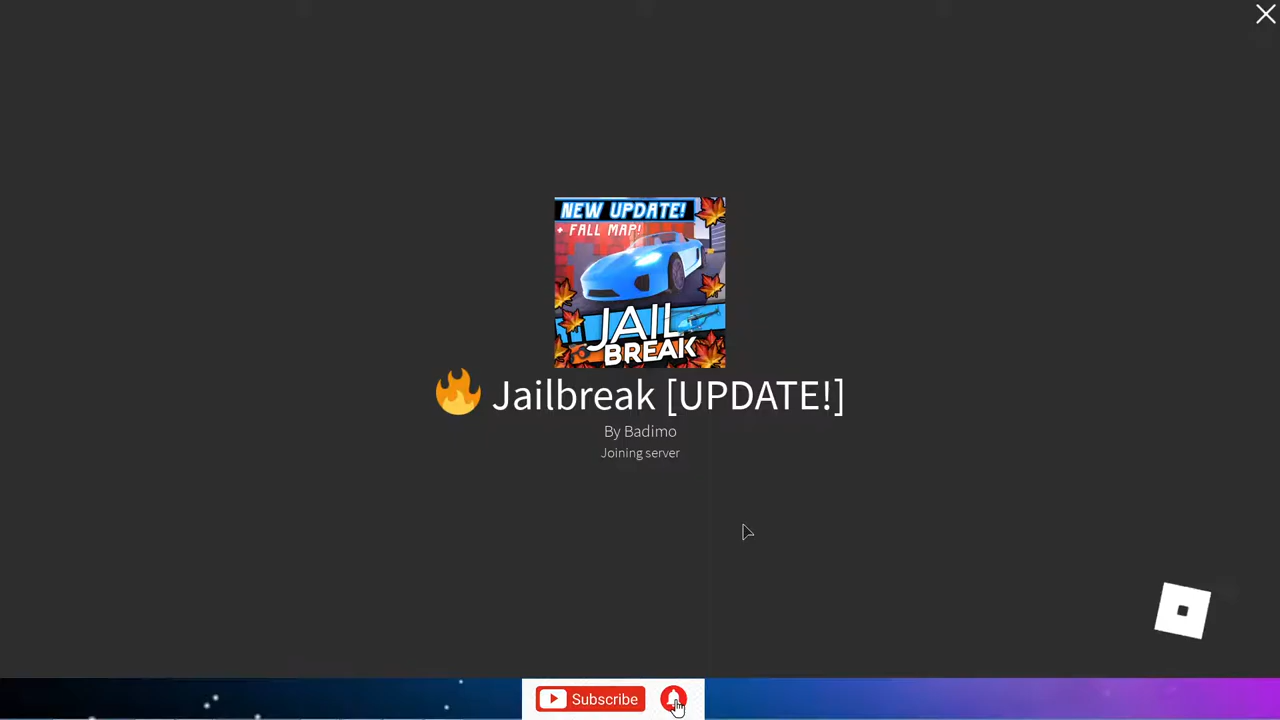 NEW UPDATE!
+ FALL MAP!
JAIL
BREAK
🔥 Jailbreak [UPDATE!]
By Badimo
Joining server
Subscribe